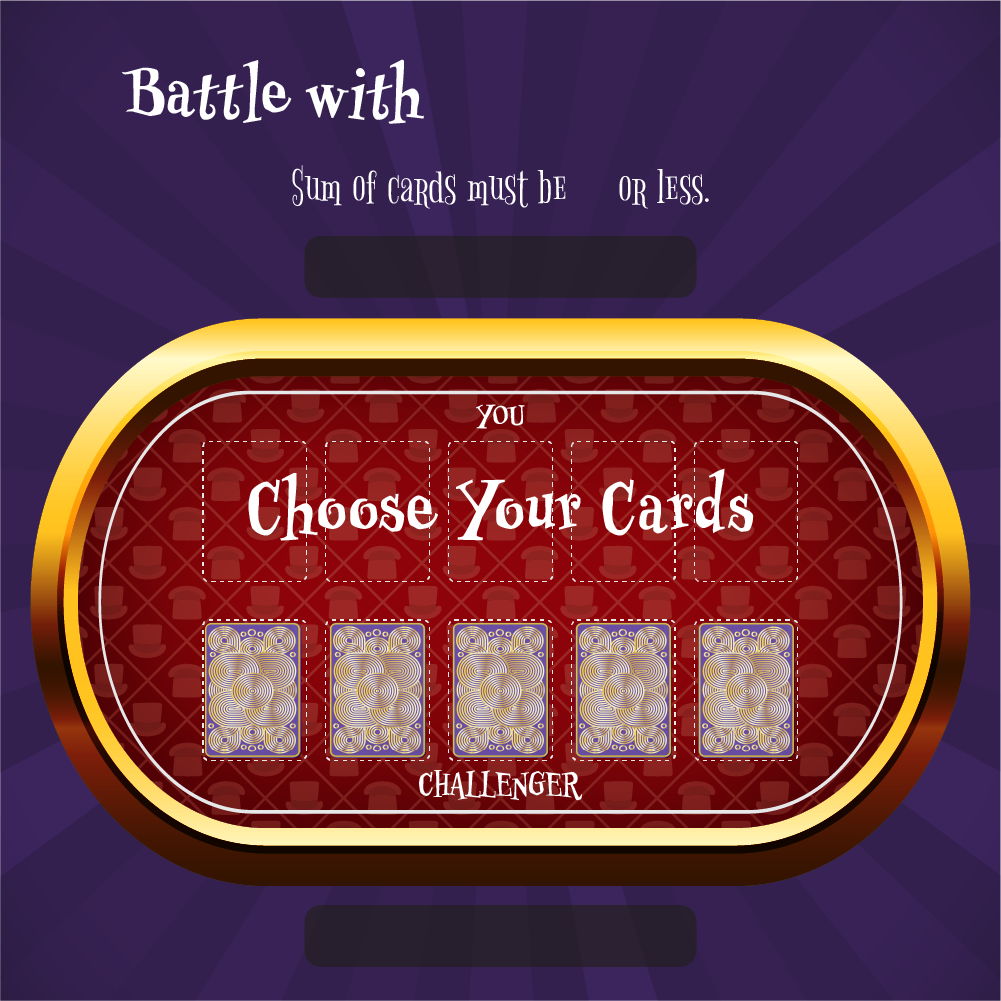 Battle with
Sum of cards must be or less.
YOU
Choose Your Cards
CHALLENGER